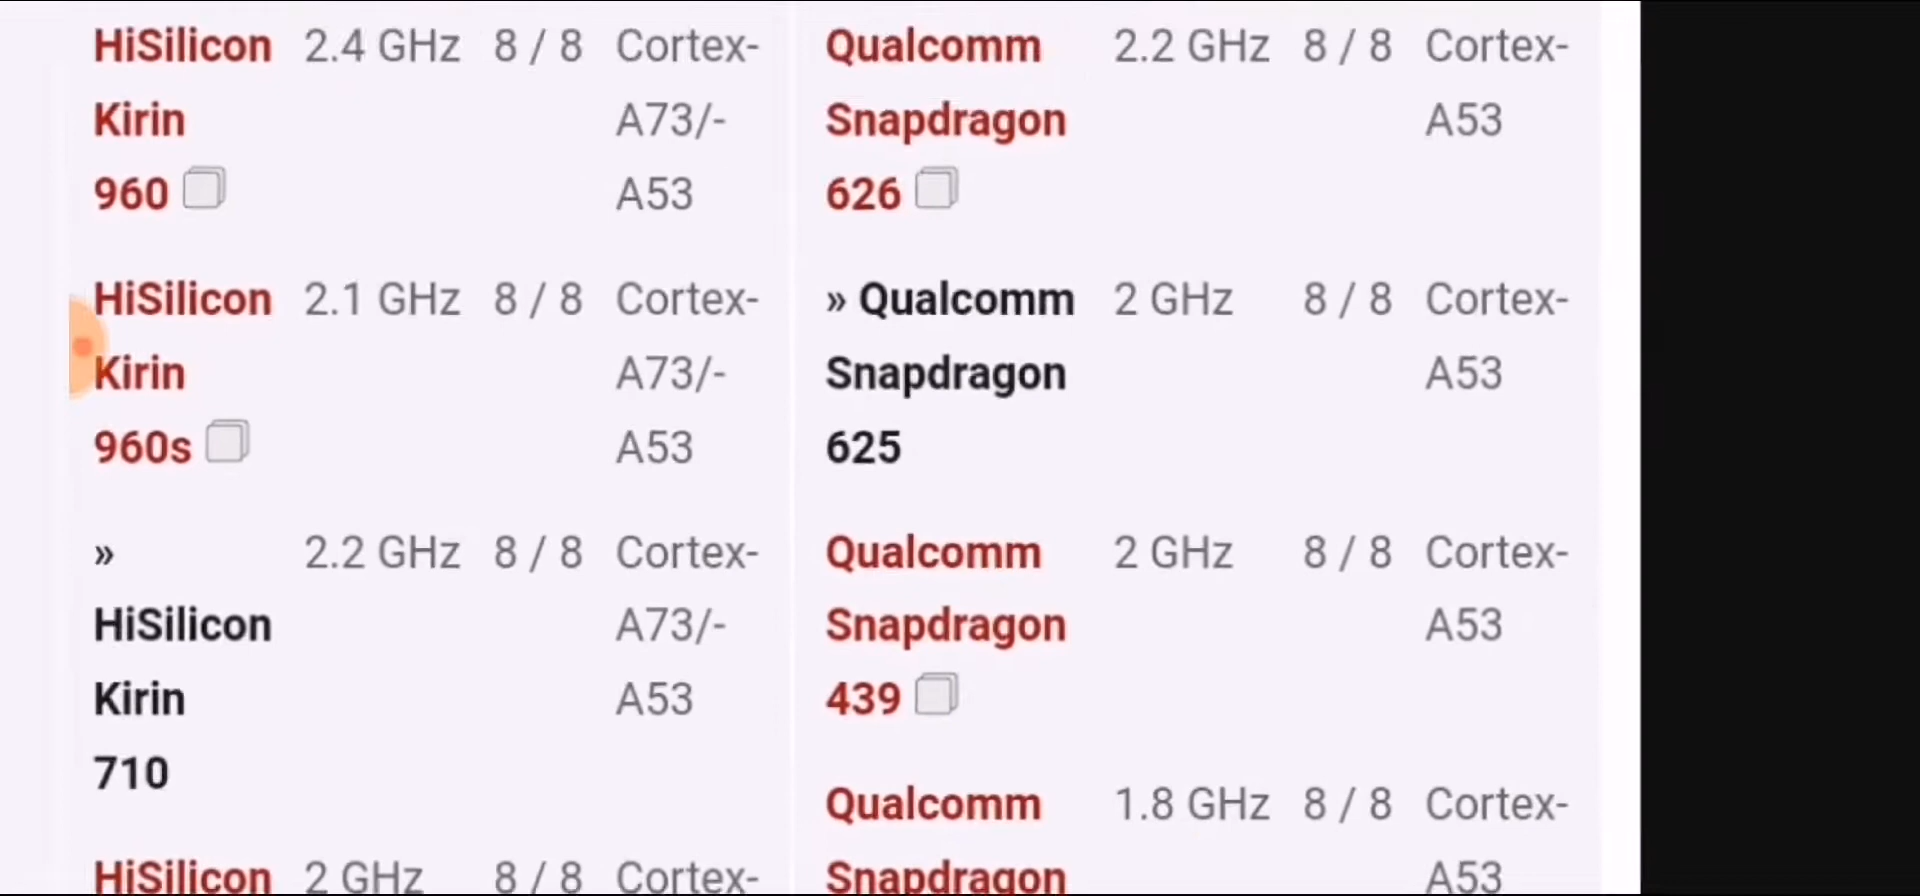 HiSilicon 2.4 GHz 8 / 8 Cortex-
Kirin A73/-
960 A53
HiSilicon 2.1 GHz 8 / 8 Cortex-
Kirin A73/-
960s A53
» 2.2 GHz 8 / 8 Cortex-
HiSilicon A73/-
Kirin A53
710
HiSilicon 2 GHz 8 / 8 Cortex-
Qualcomm 2.2 GHz 8 / 8 Cortex-
Snapdragon A53
626
» Qualcomm 2 GHz 8 / 8 Cortex-
Snapdragon A53
625
Qualcomm 2 GHz 8 / 8 Cortex-
Snapdragon A53
439
Qualcomm 1.8 GHz 8 / 8 Cortex-
Snapdragon A53